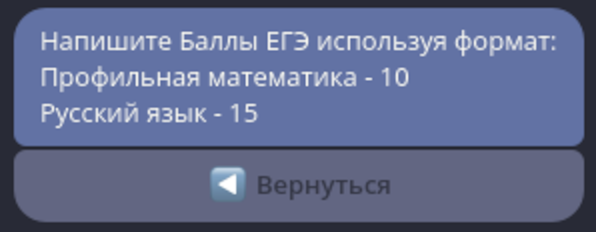 Напишите Баллы ЕГЭ используя формат:
Профильная математика - 10
Русский язык - 15
Вернуться